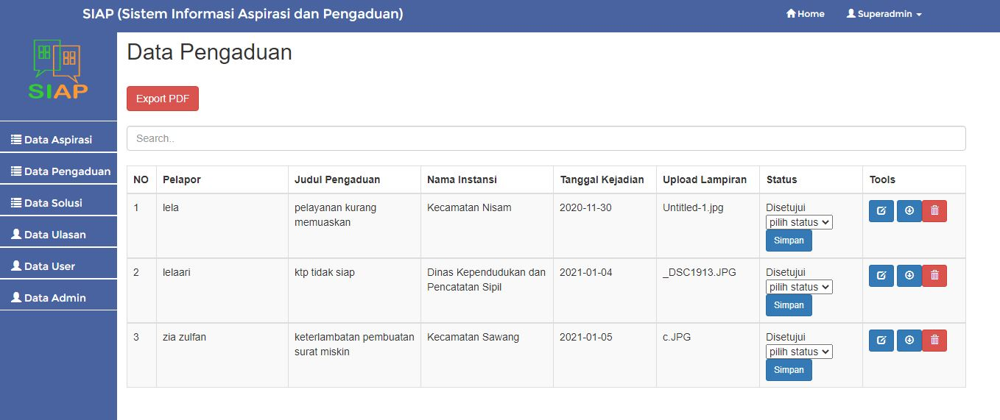 SIAP (Sistem Informasi Aspirasi dan Pengaduan)
Home
Superadmin
SIAP
Data Aspirasi
Data Pengaduan
Data Solusi
Data Ulasan
Data User
Data Admin
Data Pengaduan
Export PDF
Search..
NO Pelapor Judul Pengaduan Nama Instansi Tanggal Kejadian Upload Lampiran Status Tools
1 lela pelayanan kurang Kecamatan Nisam 2020-11-30 Untitled-1.jpg Disetujui
memuaskan pilih status
Simpan
2 lelaari ktp tidak siap Dinas Kependudukan dan 2021-01-04 _DSC1913.JPG Disetujui
Pencatatan Sipil pilih status
Simpan
3 zia zulfan keterlambatan pembuatan Kecamatan Sawang 2021-01-05 c.JPG Disetujui
surat miskin pilih status
Simpan